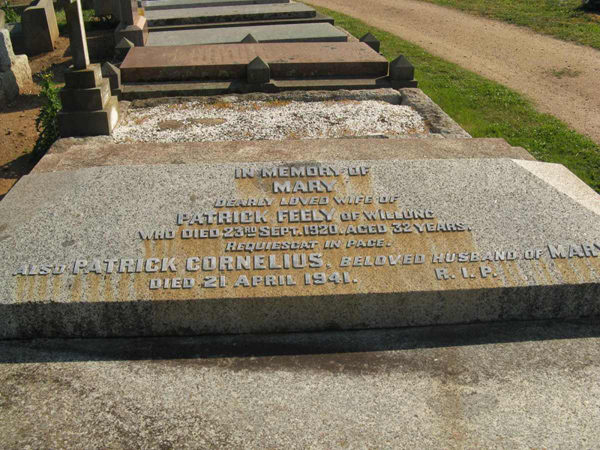 IN MEMORY OF
MARY
DEARLY LOVED WIFE OF
PATRICK FEELY OF WILLUNG
WHO DIED 23RD SEPT. 1920. AGED 32 YEARS.
REQUIESCAT IN PACE.
ALSO PATRICK CORNELIUS, BELOVED HUSBAND OF MARY
DIED 21 APRIL 1941. R.I.P.